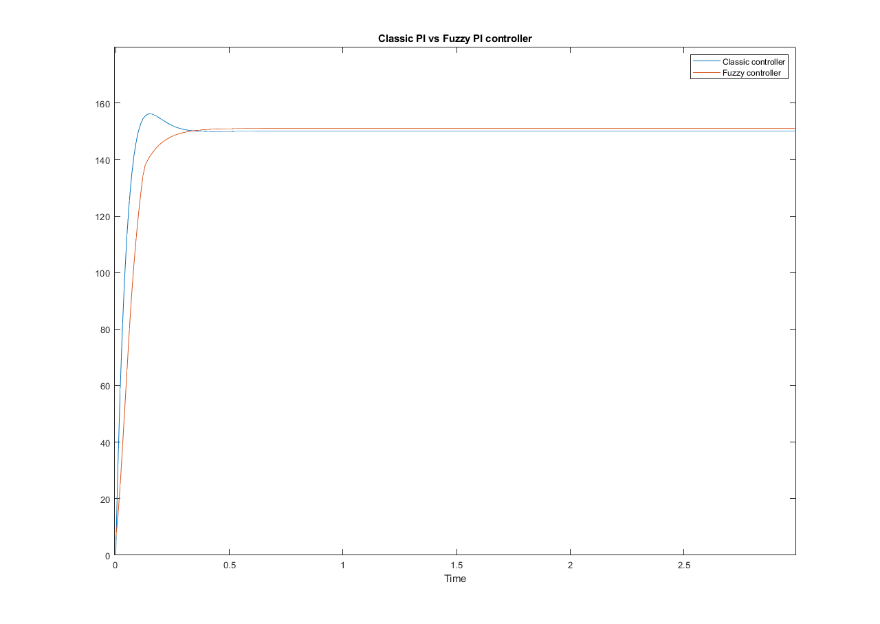 Classic PI vs Fuzzy PI controller
Classic controller
Fuzzy controller
160
140
120
100
80
60
40
20
0
0 0.5 1 1.5 2 2.5
Time